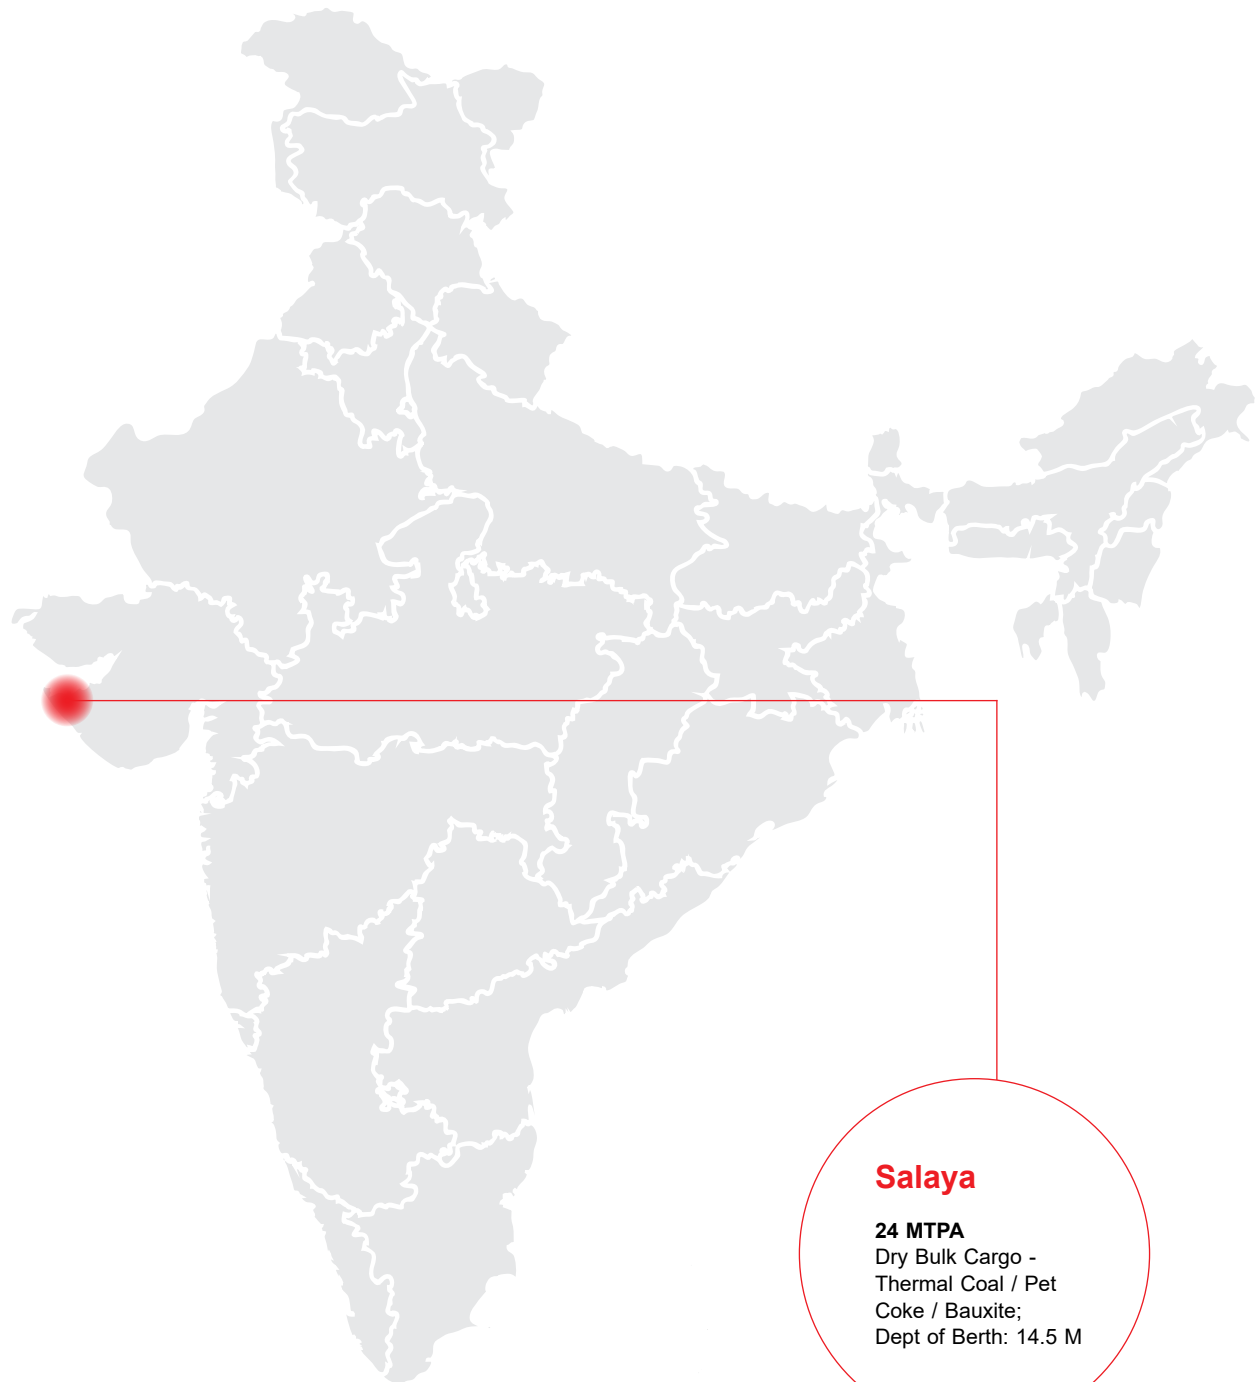 Salaya
24 MTPA
Dry Bulk Cargo -
Thermal Coal / Pet
Coke / Bauxite;
Dept of Berth: 14.5 M